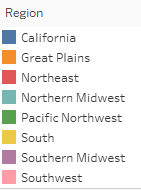 Region
California
Great Plains
Northeast
Northern Midwest
Pacific Northwest
South
Southern Midwest
Southwest